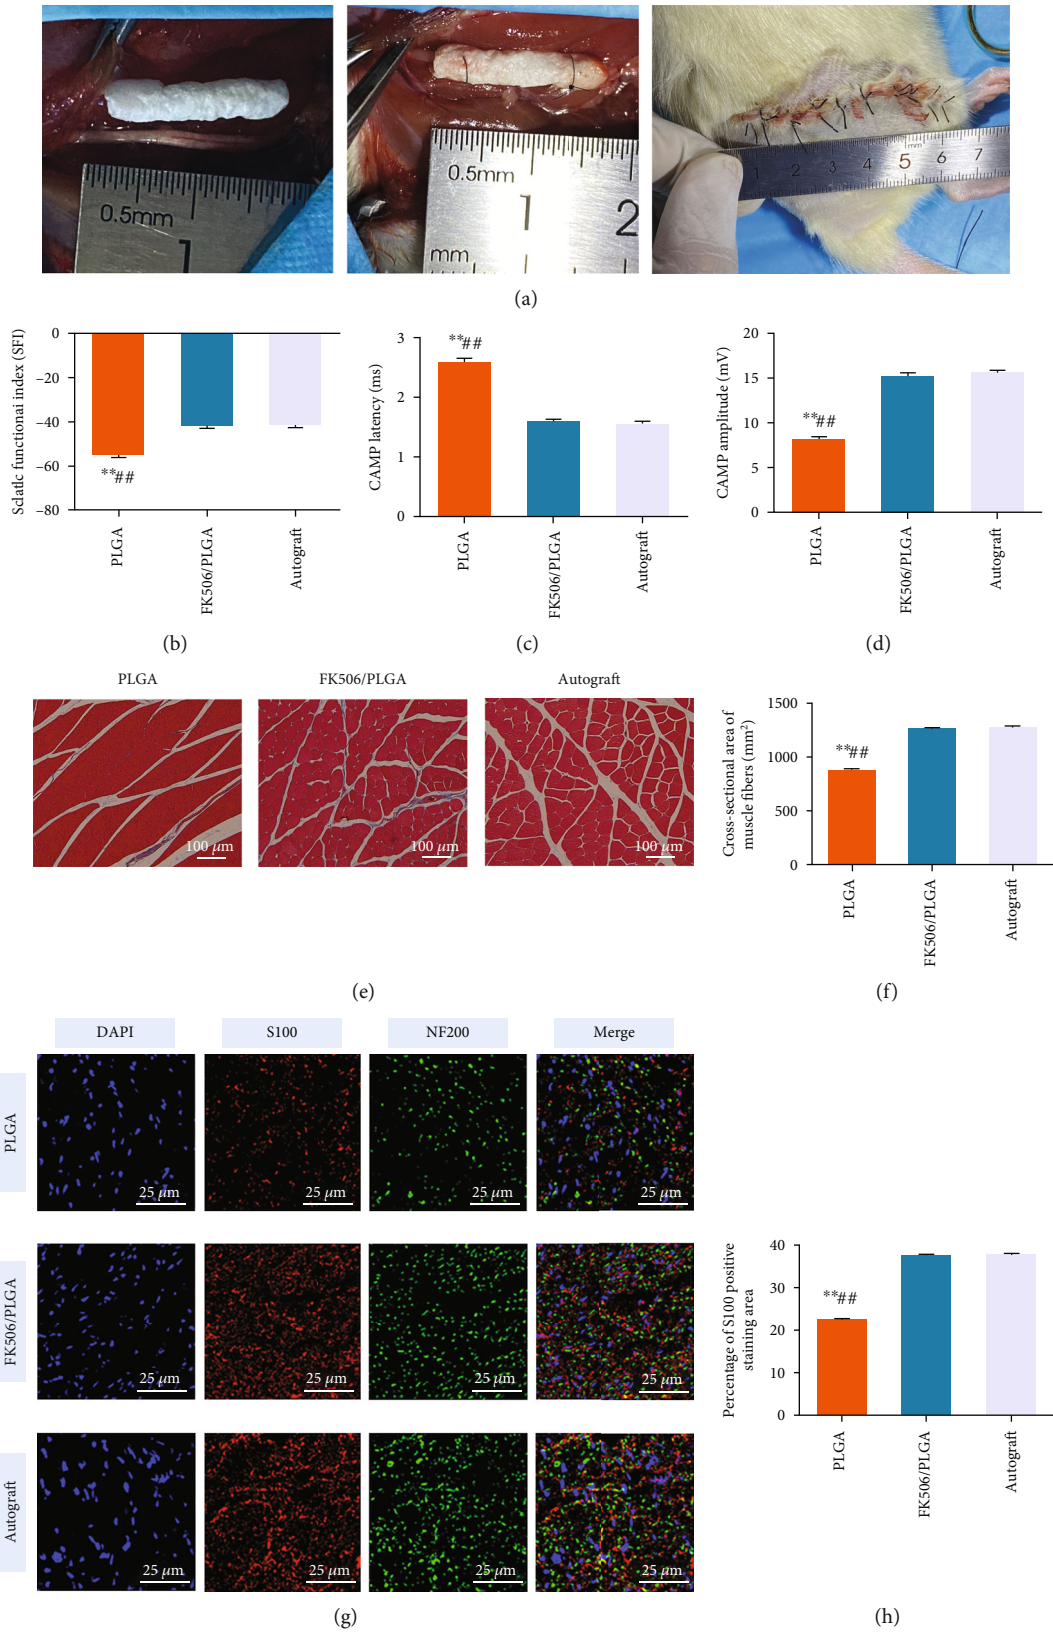 0.5mm
1
0.5mm
1
2
mm
1 2 3 4 5 6 7
mm
(a)
Scladc functionai index (SFI)
0
−20
−40
−60
−80
**##
PLGA
FK506/PLGA
Autograft
(b)
CAMP latency (ms)
3
2
1
0
**##
PLGA
FK506/PLGA
Autograft
(c)
CAMP amplitude (mV)
20
15
10
5
0
**##
PLGA
FK506/PLGA
Autograft
(d)
PLGA
FK506/PLGA
Autograft
100 μm
100 μm
100 μm
(e)
Cross-sectional area of
muscle fibers (mm²)
1500
1000
500
0
**##
PLGA
FK506/PLGA
Autograft
(f)
DAPI
S100
NF200
Merge
PLGA
25 μm
25 μm
25 μm
25 μm
FK506/PLGA
25 μm
25 μm
25 μm
25 μm
Autograft
25 μm
25 μm
25 μm
25 μm
(g)
Percentage of S100 positive
staining area
40
30
20
10
0
**##
PLGA
FK506/PLGA
Autograft
(h)